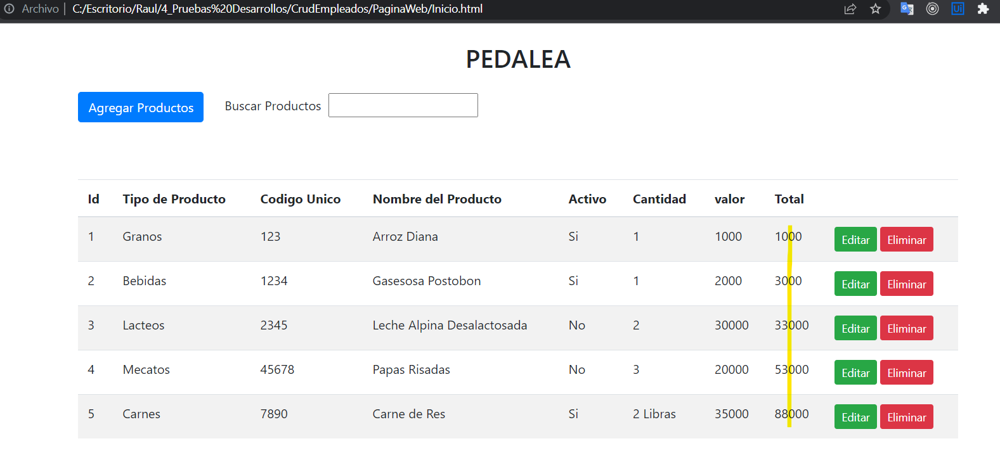 Archivo | C:/Escritorio/Raul/4_Pruebas%20Desarrollos/CrudEmpleados/PaginaWeb/Inicio.html
PEDALEA
Agregar Productos Buscar Productos
Id Tipo de Producto Codigo Unico Nombre del Producto Activo Cantidad valor Total
1 Granos 123 Arroz Diana Si 1 1000 1000 Editar Eliminar
2 Bebidas 1234 Gasesosa Postobon Si 1 2000 3000 Editar Eliminar
3 Lacteos 2345 Leche Alpina Desalactosada No 2 30000 33000 Editar Eliminar
4 Mecatos 45678 Papas Risadas No 3 20000 53000 Editar Eliminar
5 Carnes 7890 Carne de Res Si 2 Libras 35000 88000 Editar Eliminar